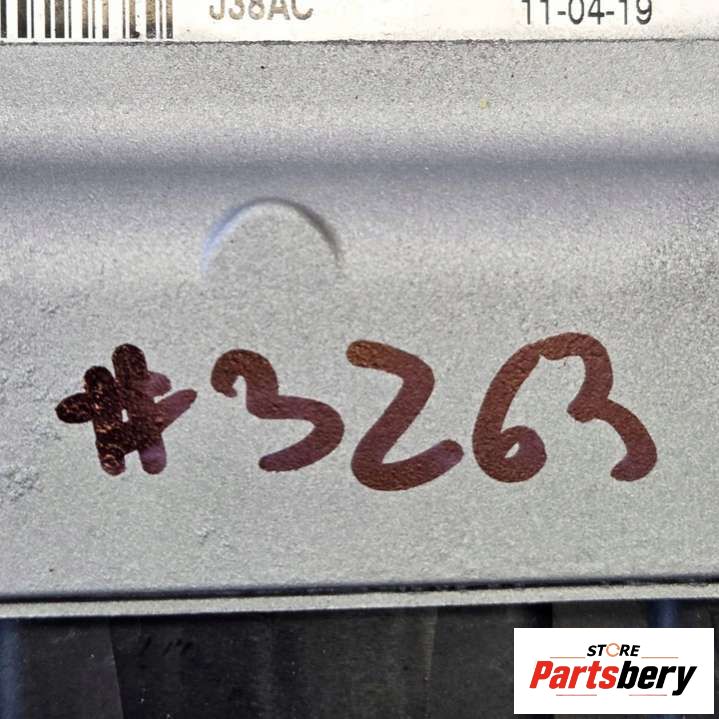 J38AC 11-04-19
#3263
STORE
Partsbery